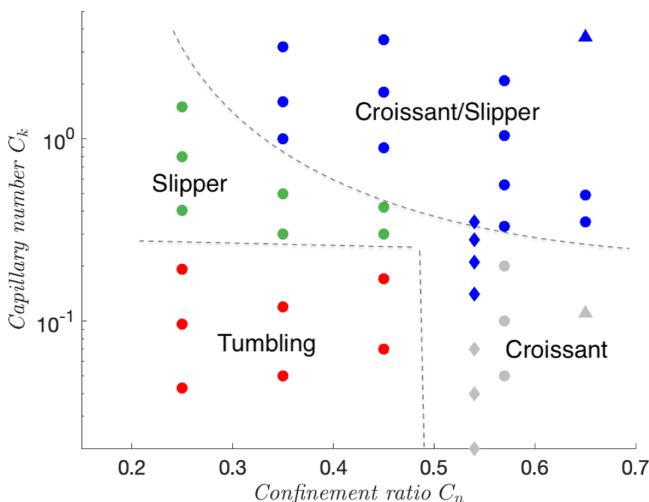 Capillary number C_k
10^0
10^-1
Croissant/Slipper
Slipper
Tumbling
Croissant
0.2 0.3 0.4 0.5 0.6 0.7
Confinement ratio C_n